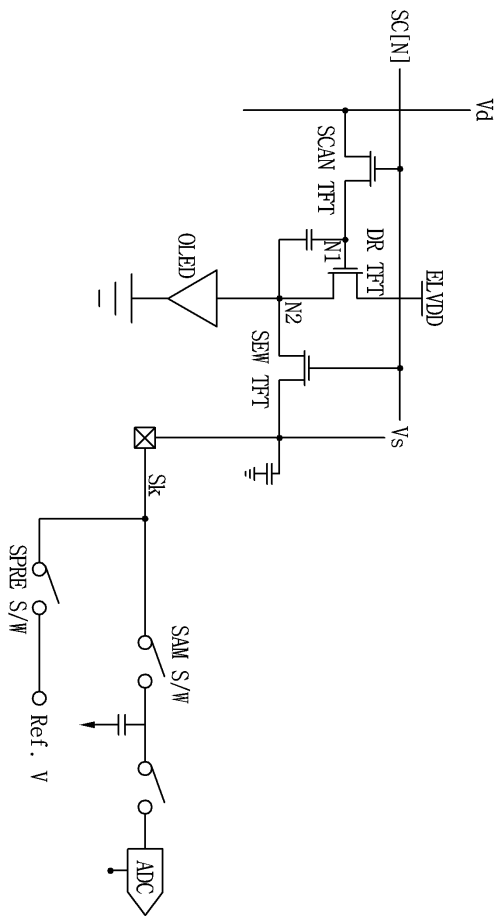 SC[N]
Vd
SCAN TFT
DR TFT
N1
ELVDD
OLED
N2
SEW TFT
Vs
Sk
SPRE S/W
SAM S/W
Ref. V
ADC